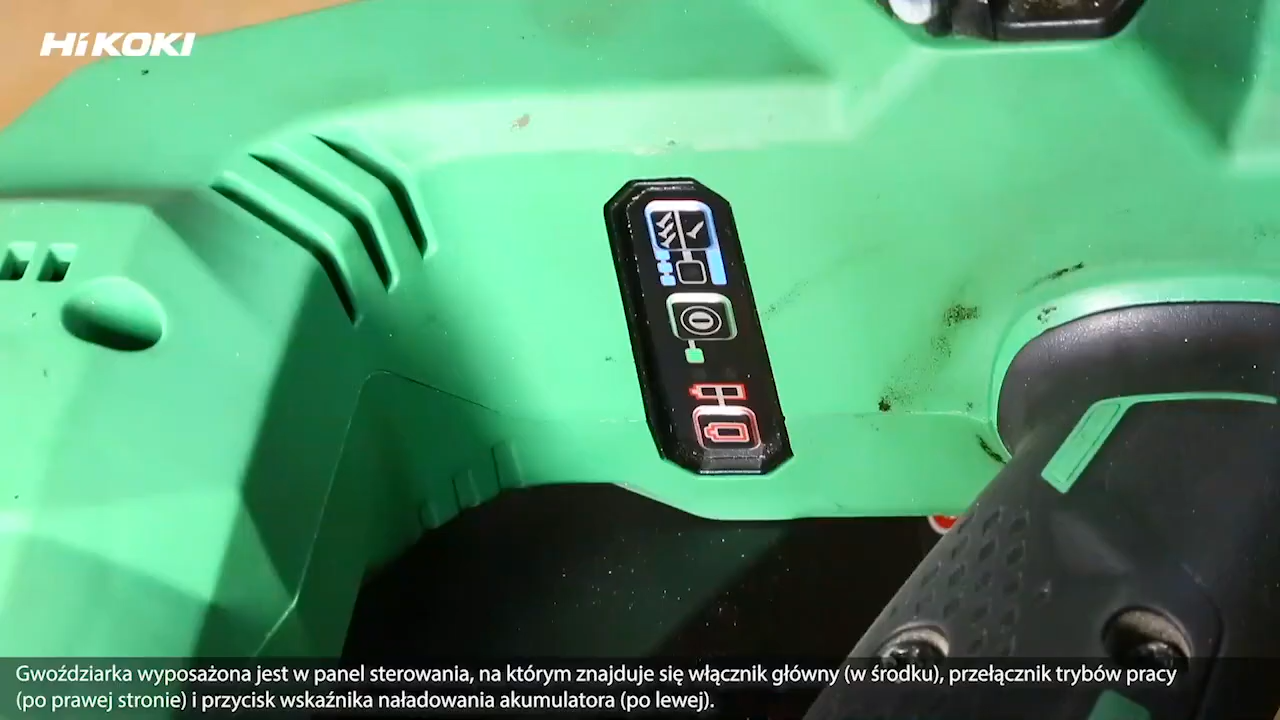 HiKOKI
Gwoździarka wyposażona jest w panel sterowania, na którym znajduje się włącznik główny (w środku), przełącznik trybów pracy
(po prawej stronie) i przycisk wskaźnika naładowania akumulatora (po lewej).